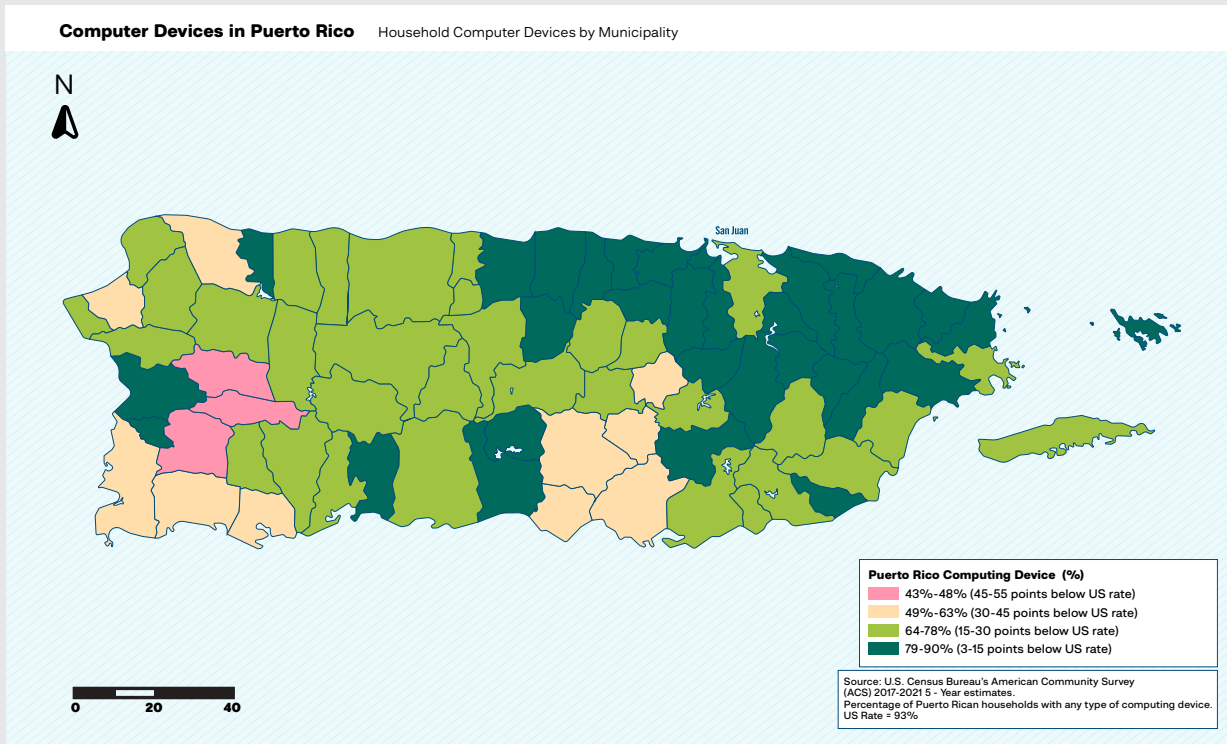 Computer Devices in Puerto Rico Household Computer Devices by Municipality
N
San Juan
Puerto Rico Computing Device (%)
43%-48% (45-55 points below US rate)
49%-63% (30-45 points below US rate)
64-78% (15-30 points below US rate)
79-90% (3-15 points below US rate)
Source: U.S. Census Bureau's American Community Survey
(ACS) 2017-2021 5 - Year estimates.
Percentage of Puerto Rican households with any type of computing device.
US Rate = 93%
0 20 40